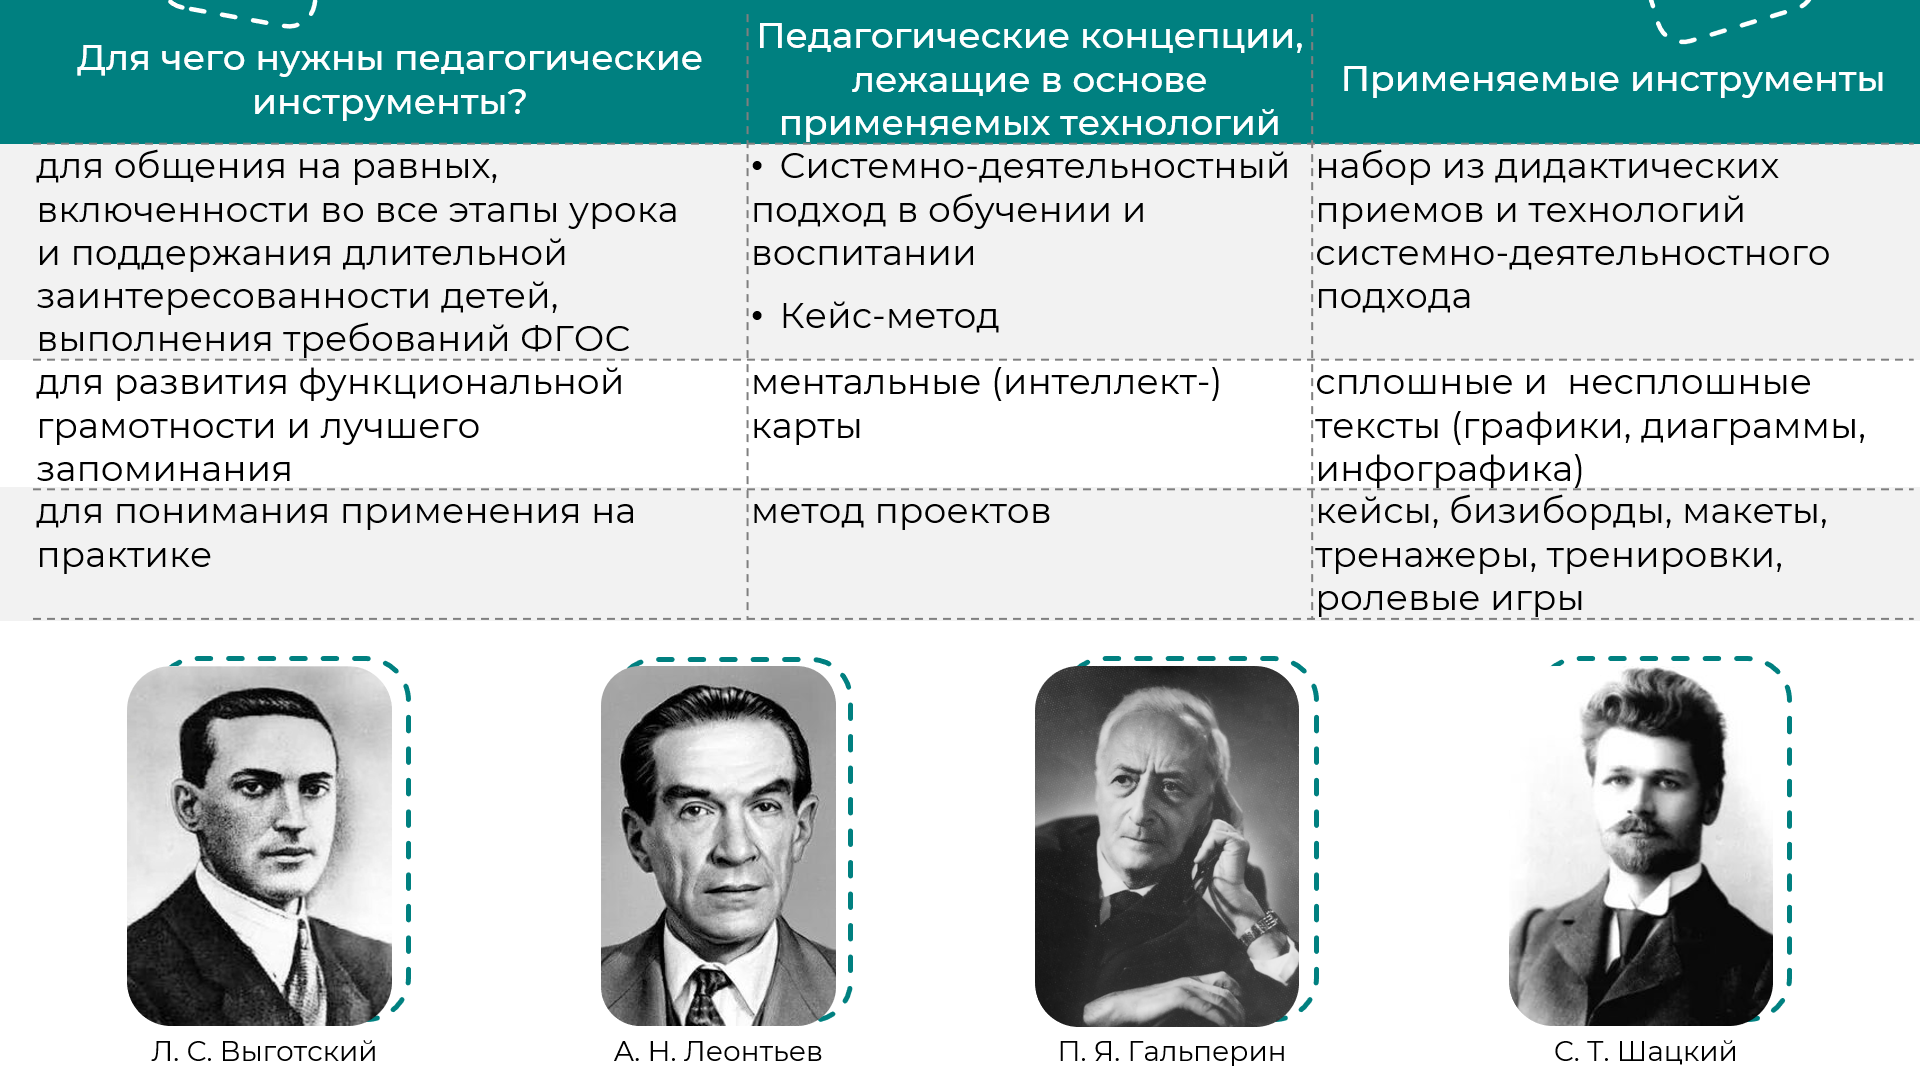 Для чего нужны педагогические
инструменты?
Педагогические концепции,
лежащие в основе
применяемых технологий
Применяемые инструменты
для общения на равных,
включенности во все этапы урока
и поддержания длительной
заинтересованности детей,
выполнения требований ФГОС
• Системно-деятельностный
подход в обучении и
воспитании
• Кейс-метод
набор из дидактических
приемов и технологий
системно-деятельностного
подхода
для развития функциональной
грамотности и лучшего
запоминания
ментальные (интеллект-)
карты
сплошные и  несплошные
тексты (графики, диаграммы,
инфографика)
для понимания применения на
практике
метод проектов
кейсы, бизиборды, макеты,
тренажеры, тренировки,
ролевые игры
Л. С. Выготский
А. Н. Леонтьев
П. Я. Гальперин
С. Т. Шацкий